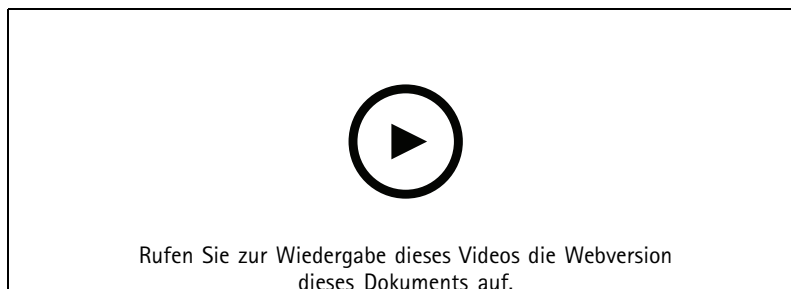 Rufen Sie zur Wiedergabe dieses Videos die Webversion
dieses Dokuments auf.